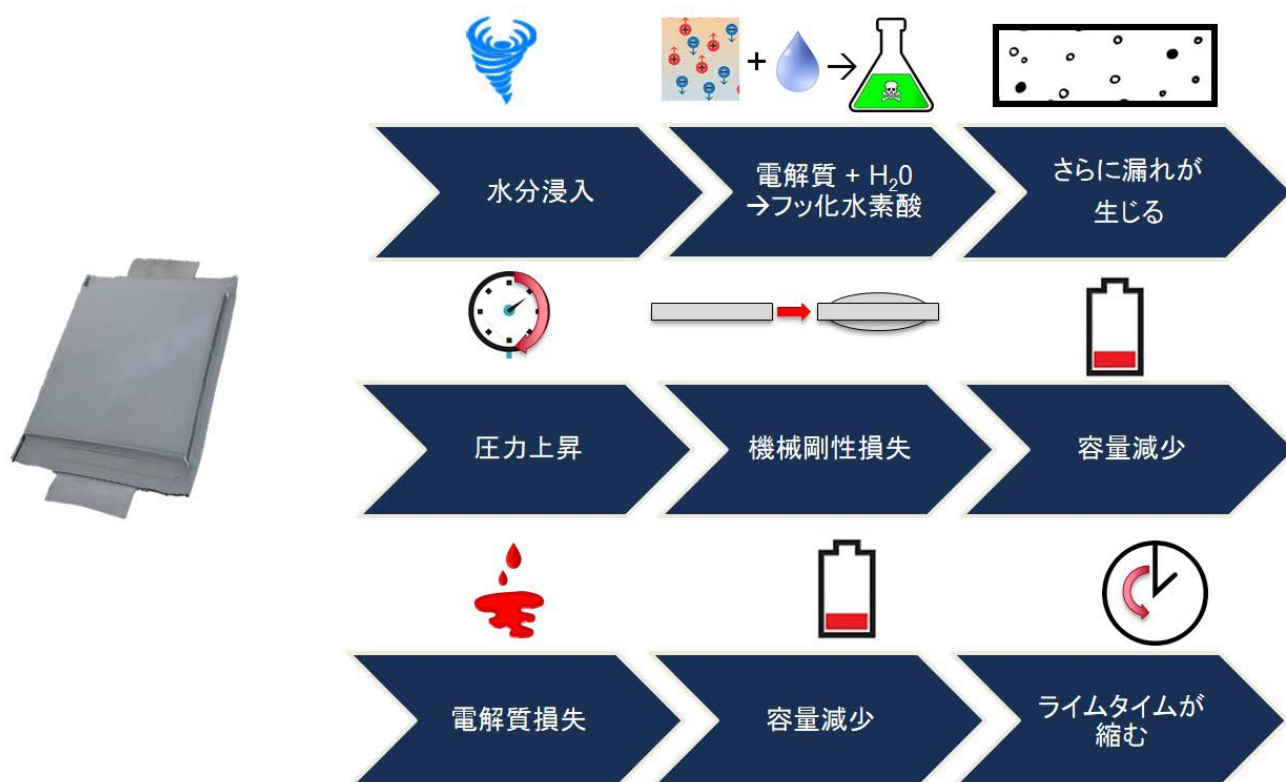 水分浸入
電解質 + H₂0
→フッ化水素酸
さらに漏れが
生じる
圧力上昇
機械剛性損失
容量減少
電解質損失
容量減少
ライムタイムが
縮む